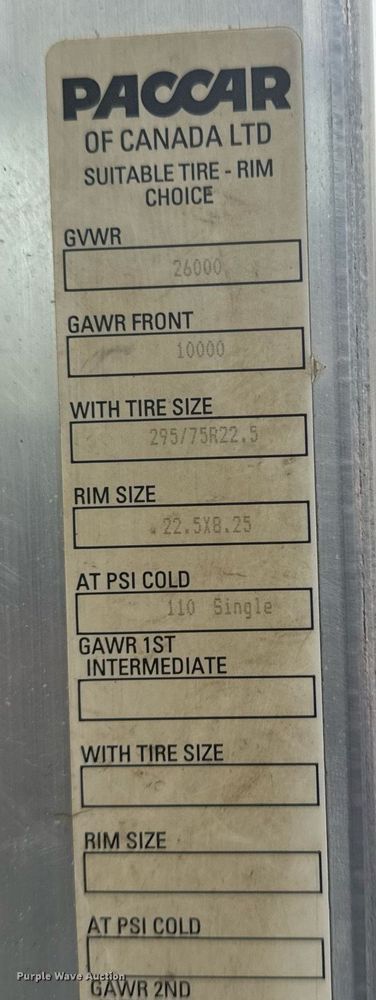 PACCAR
OF CANADA LTD
SUITABLE TIRE - RIM
CHOICE
GVWR
26000
GAWR FRONT
10000
WITH TIRE SIZE
295/75R22.5
RIM SIZE
22.5X8.25
AT PSI COLD
110 Single
GAWR 1ST
INTERMEDIATE
WITH TIRE SIZE
RIM SIZE
AT PSI COLD
Purple Wave Auction
GAWR 2ND